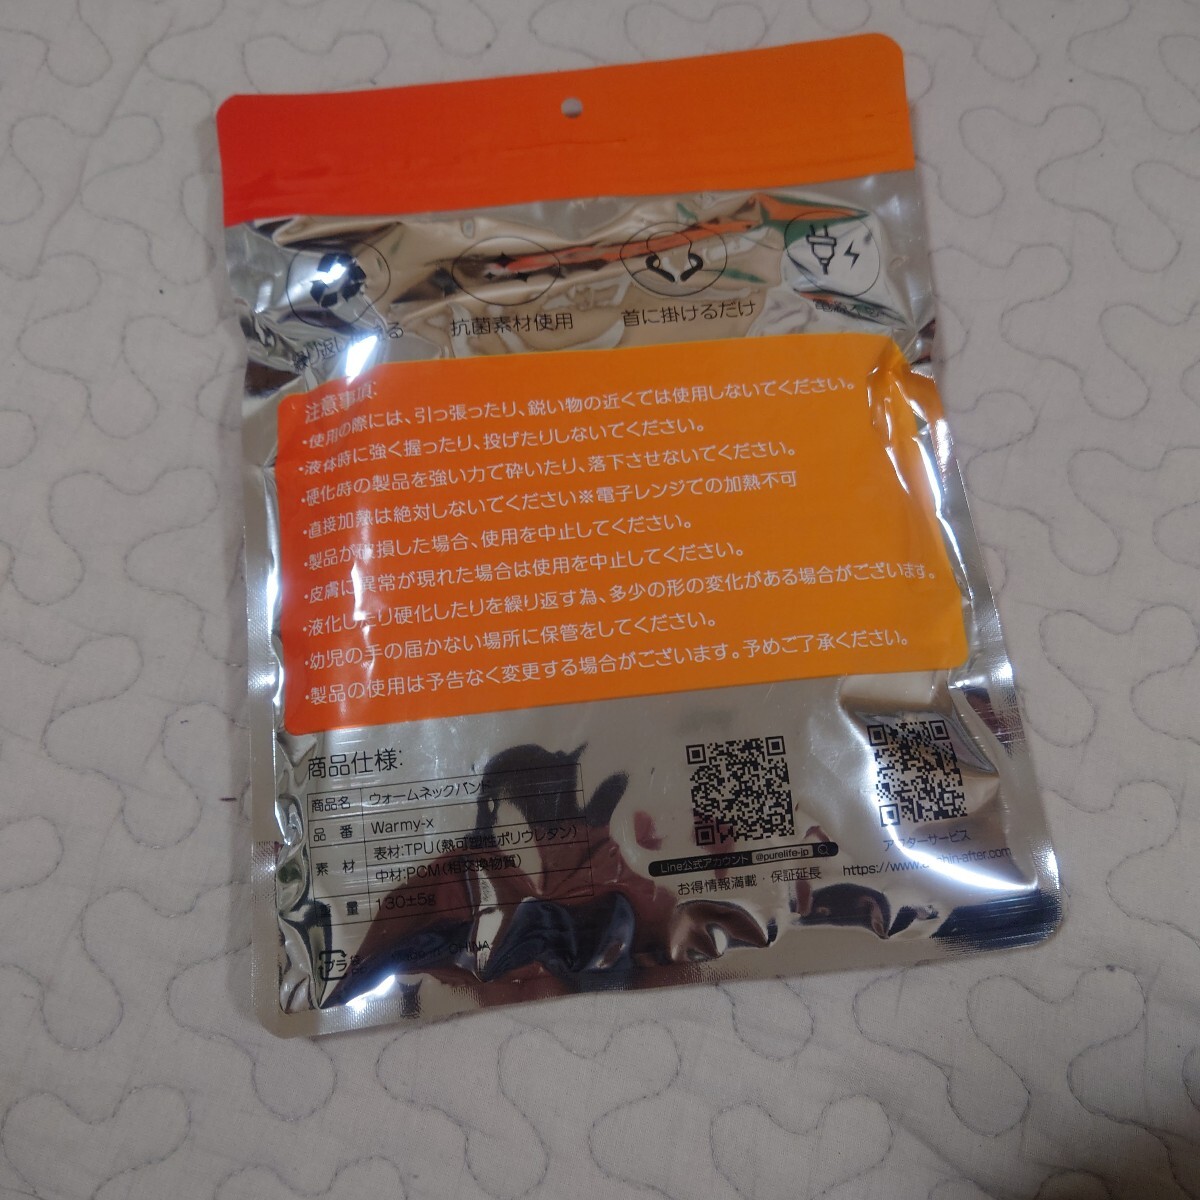 抗菌素材使用
首に掛けるだけ
注意事項:
・使用の際には、引っ張ったり、鋭い物の近くでは使用しないでください。
・液体時に強く握ったり、投げたりしないでください。
・硬化時の製品を強い力で砕いたり、落下させないでください。
・直接加熱は絶対しないてください※電子レンジでの加熱不可
・製品が破損した場合、使用を中止してください。
・皮膚に異常が現れた場合は使用を中止してください。
・液化したり硬化したりを繰り返す為、多少の形の変化がある場合がございます。
・幼児の手の届かない場所に保管をしてください。
・製品の使用は予告なく変更する場合がございます。予めご了承ください。
商品仕様:
商品名 ウォームネックバンド
品番 Warmy-x
素材 表材:TPU(熱可塑性ポリウレタン)
中材:PCM(相交換物質)
重量 130±5g
プラ
CHINA
Line公式アカウント @purelife-jp
お得情報満載・保証延長
アフターサービス